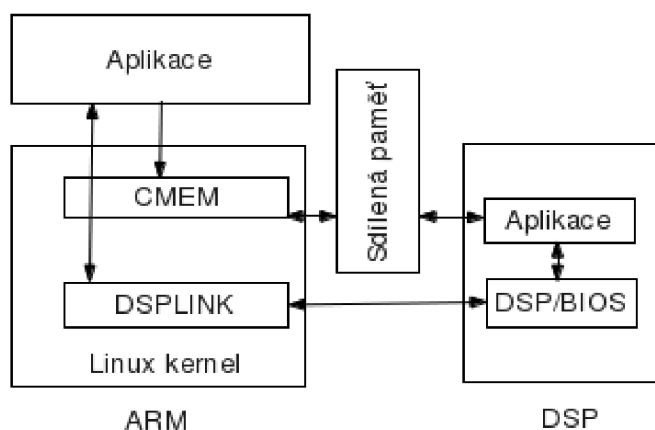 Aplikace
CMEM
DSPLINK
Linux kernel
ARM
Sdílená paměť
Aplikace
DSP/BIOS
DSP